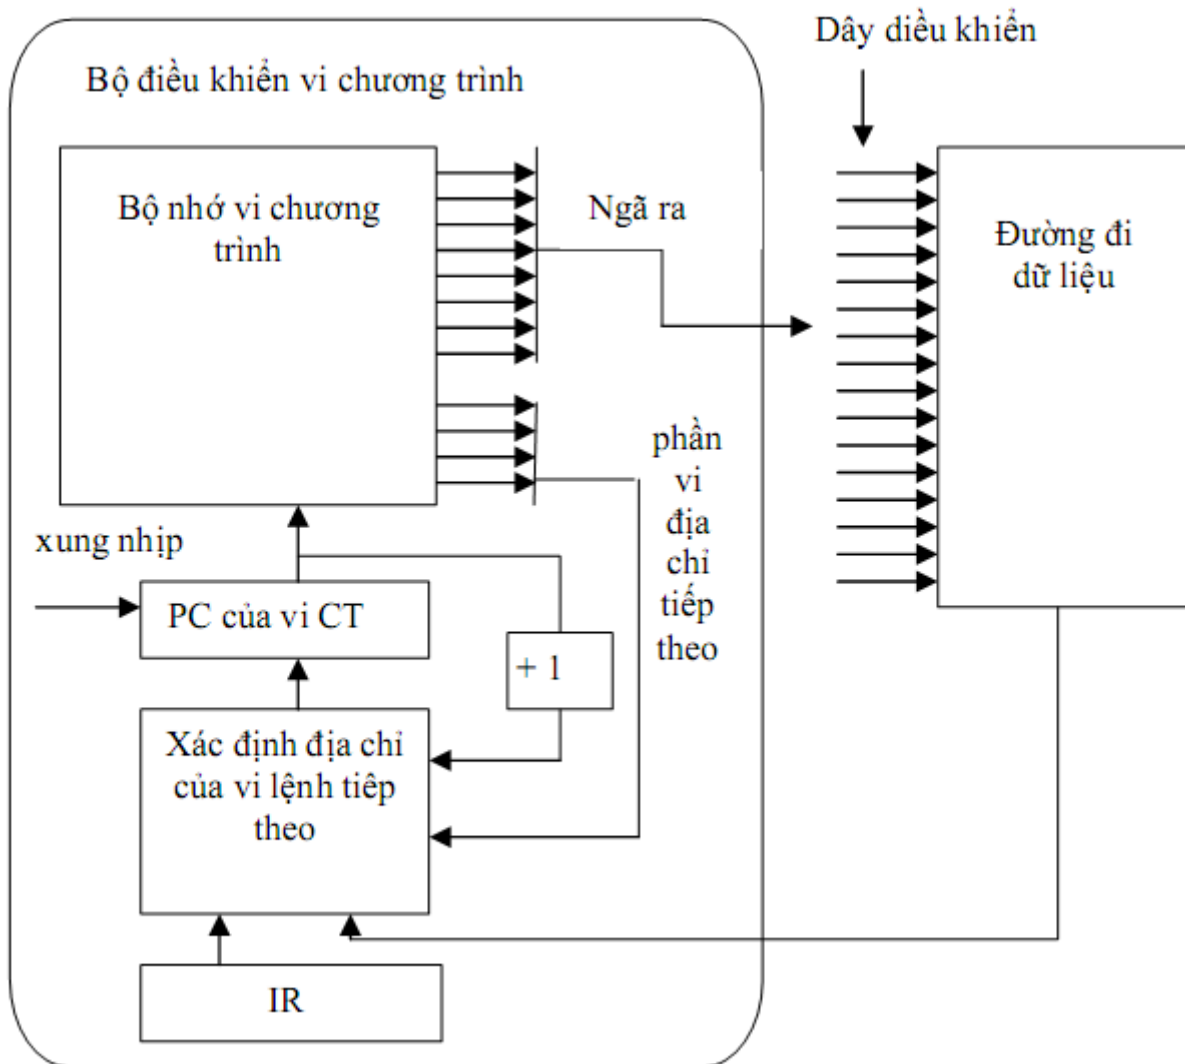 Dây diều khiển
Bộ điều khiển vi chương trình
Bộ nhớ vi chương
trình
Ngã ra
Đường đi
dữ liệu
phần
vi
địa
chỉ
tiếp
theo
xung nhịp
PC của vi CT
+ 1
Xác định địa chỉ
của vi lệnh tiêp
theo
IR